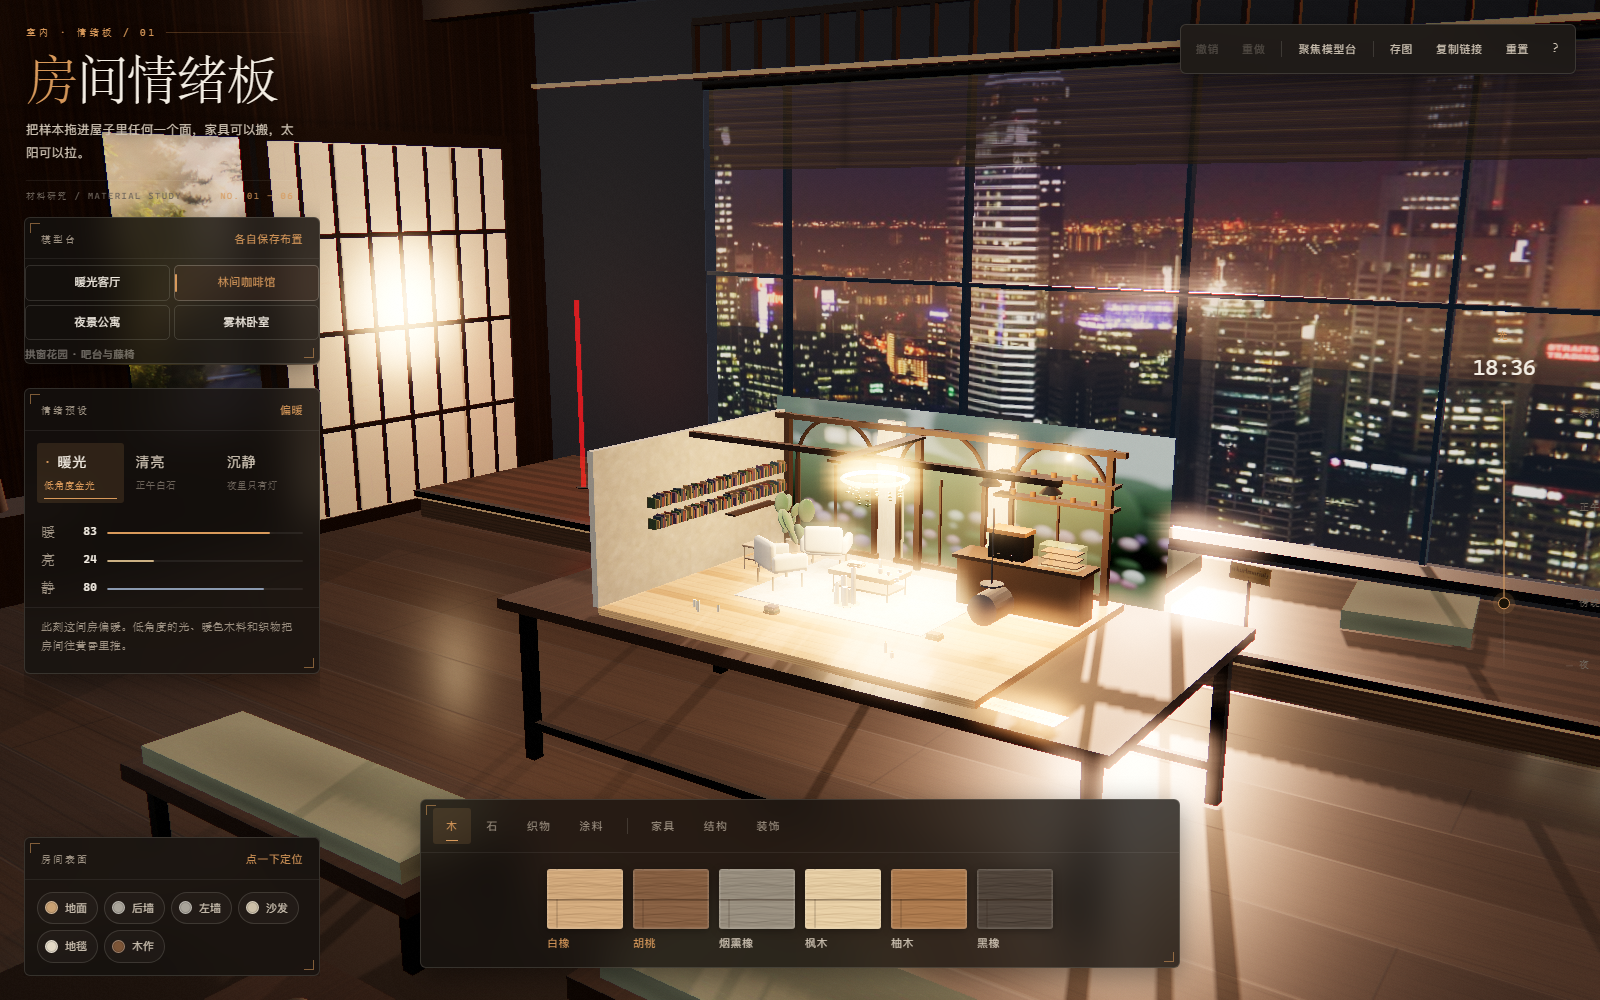 室内 · 情绪板 / 01
房间情绪板
把样本拖进屋子里任何一个面，家具可以搬，太
阳可以拉。
材料研究 / MATERIAL STUDY
NO. 01
模型台
各自保存布置
暖光客厅
林间咖啡馆
夜景公寓
雾林卧室
拱窗花园 · 吧台与藤椅
情绪预设
偏暖
· 暖光
清亮
沉静
低角度金光
正午白石
夜里只有灯
暖 83
亮 24
静 80
此刻这间房偏暖。低角度的光、暖色木料和织物把
房间往黄昏里推。
房间表面
点一下定位
地面
后墙
左墙
沙发
地毯
木作
撤销
重做
聚焦模型台
存图
复制链接
重置
?
STRAITS
TRADING
18:36
正午
夜
木
石
织物
涂料
家具
结构
装饰
白橡
胡桃
烟熏橡
枫木
柚木
黑橡